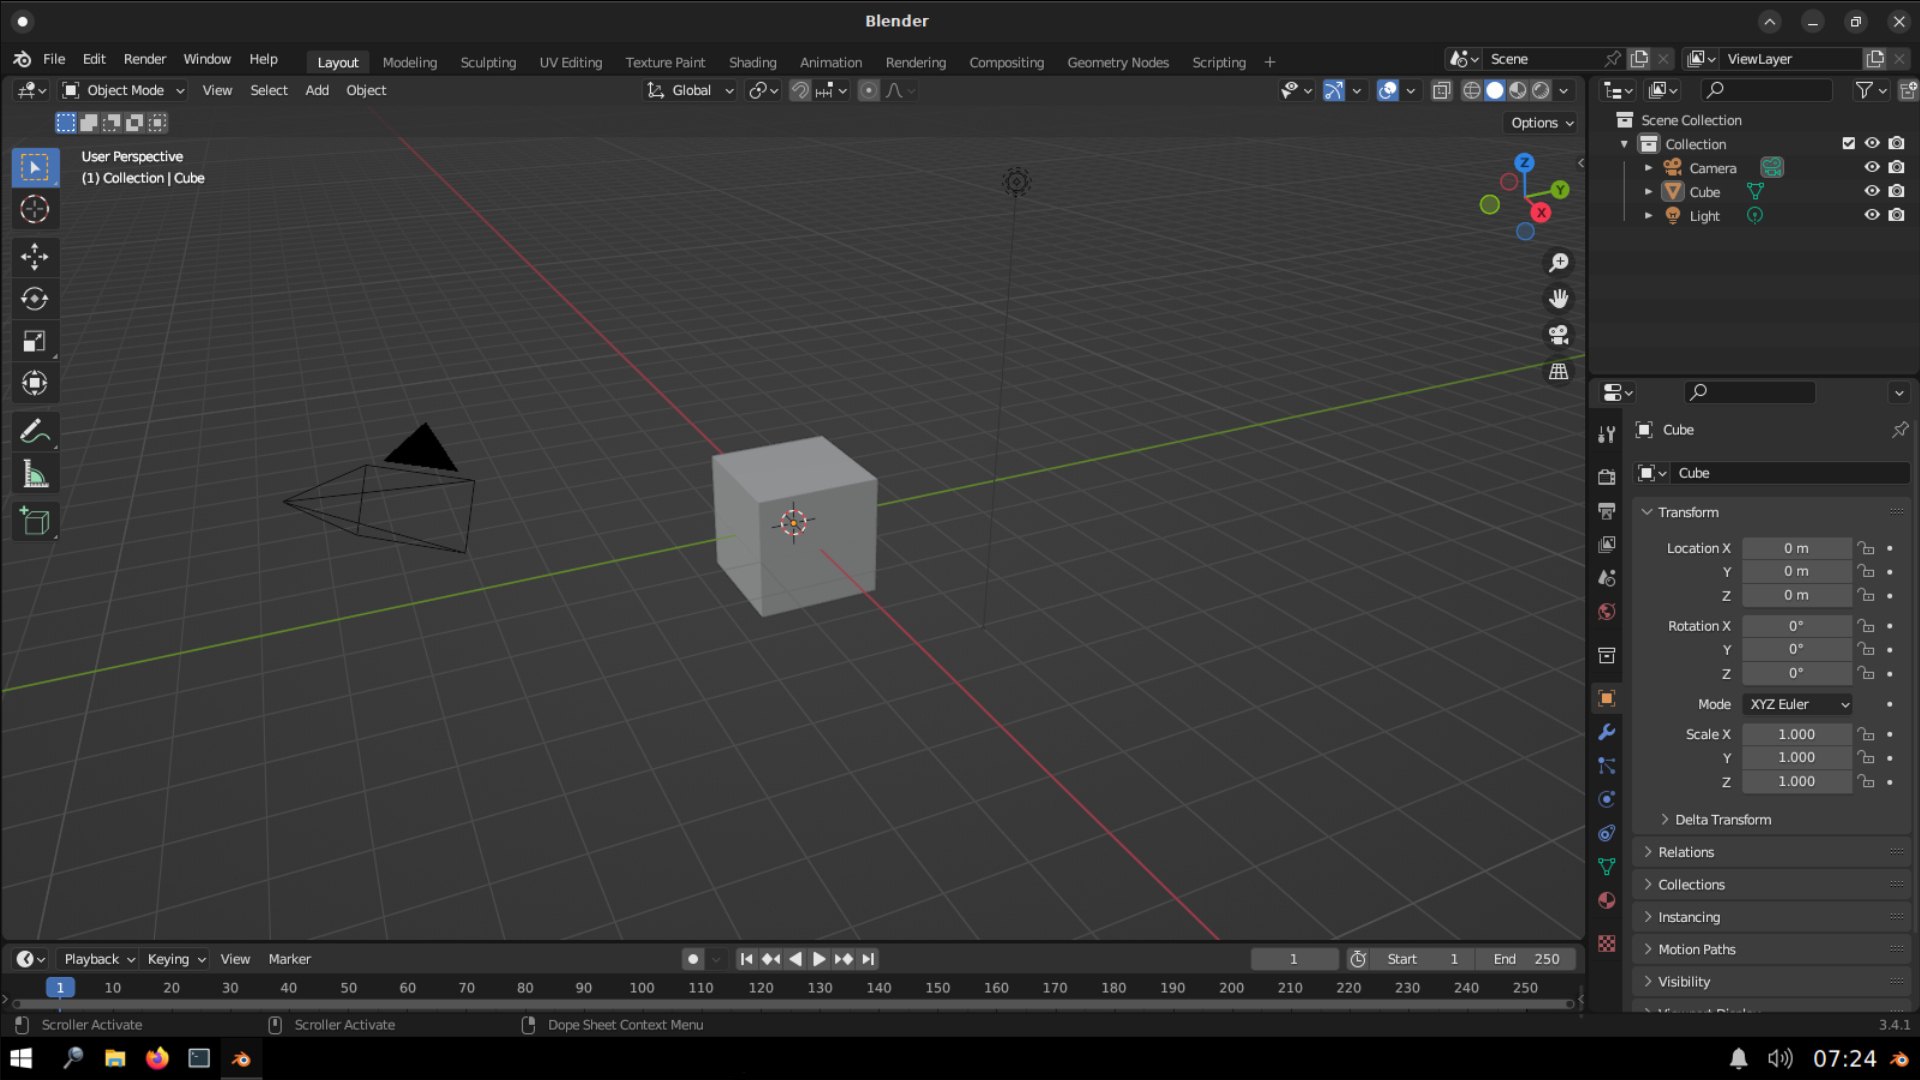 Blender
File Edit Render Window Help Layout Modeling Sculpting UV Editing Texture Paint Shading Animation Rendering Compositing Geometry Nodes Scripting + Scene ViewLayer
Object Mode View Select Add Object Global
Options
User Perspective
(1) Collection | Cube
Z
Y
X
Scene Collection
Collection
Camera
Cube
Light
Cube
Cube
Transform
Location X 0 m
Y 0 m
Z 0 m
Rotation X 0°
Y 0°
Z 0°
Mode XYZ Euler
Scale X 1.000
Y 1.000
Z 1.000
Delta Transform
Relations
Collections
Instancing
Motion Paths
Visibility
Playback Keying View Marker 1 Start 1 End 250
1 10 20 30 40 50 60 70 80 90 100 110 120 130 140 150 160 170 180 190 200 210 220 230 240 250
Scroller Activate Scroller Activate Dope Sheet Context Menu 3.4.1
07:24